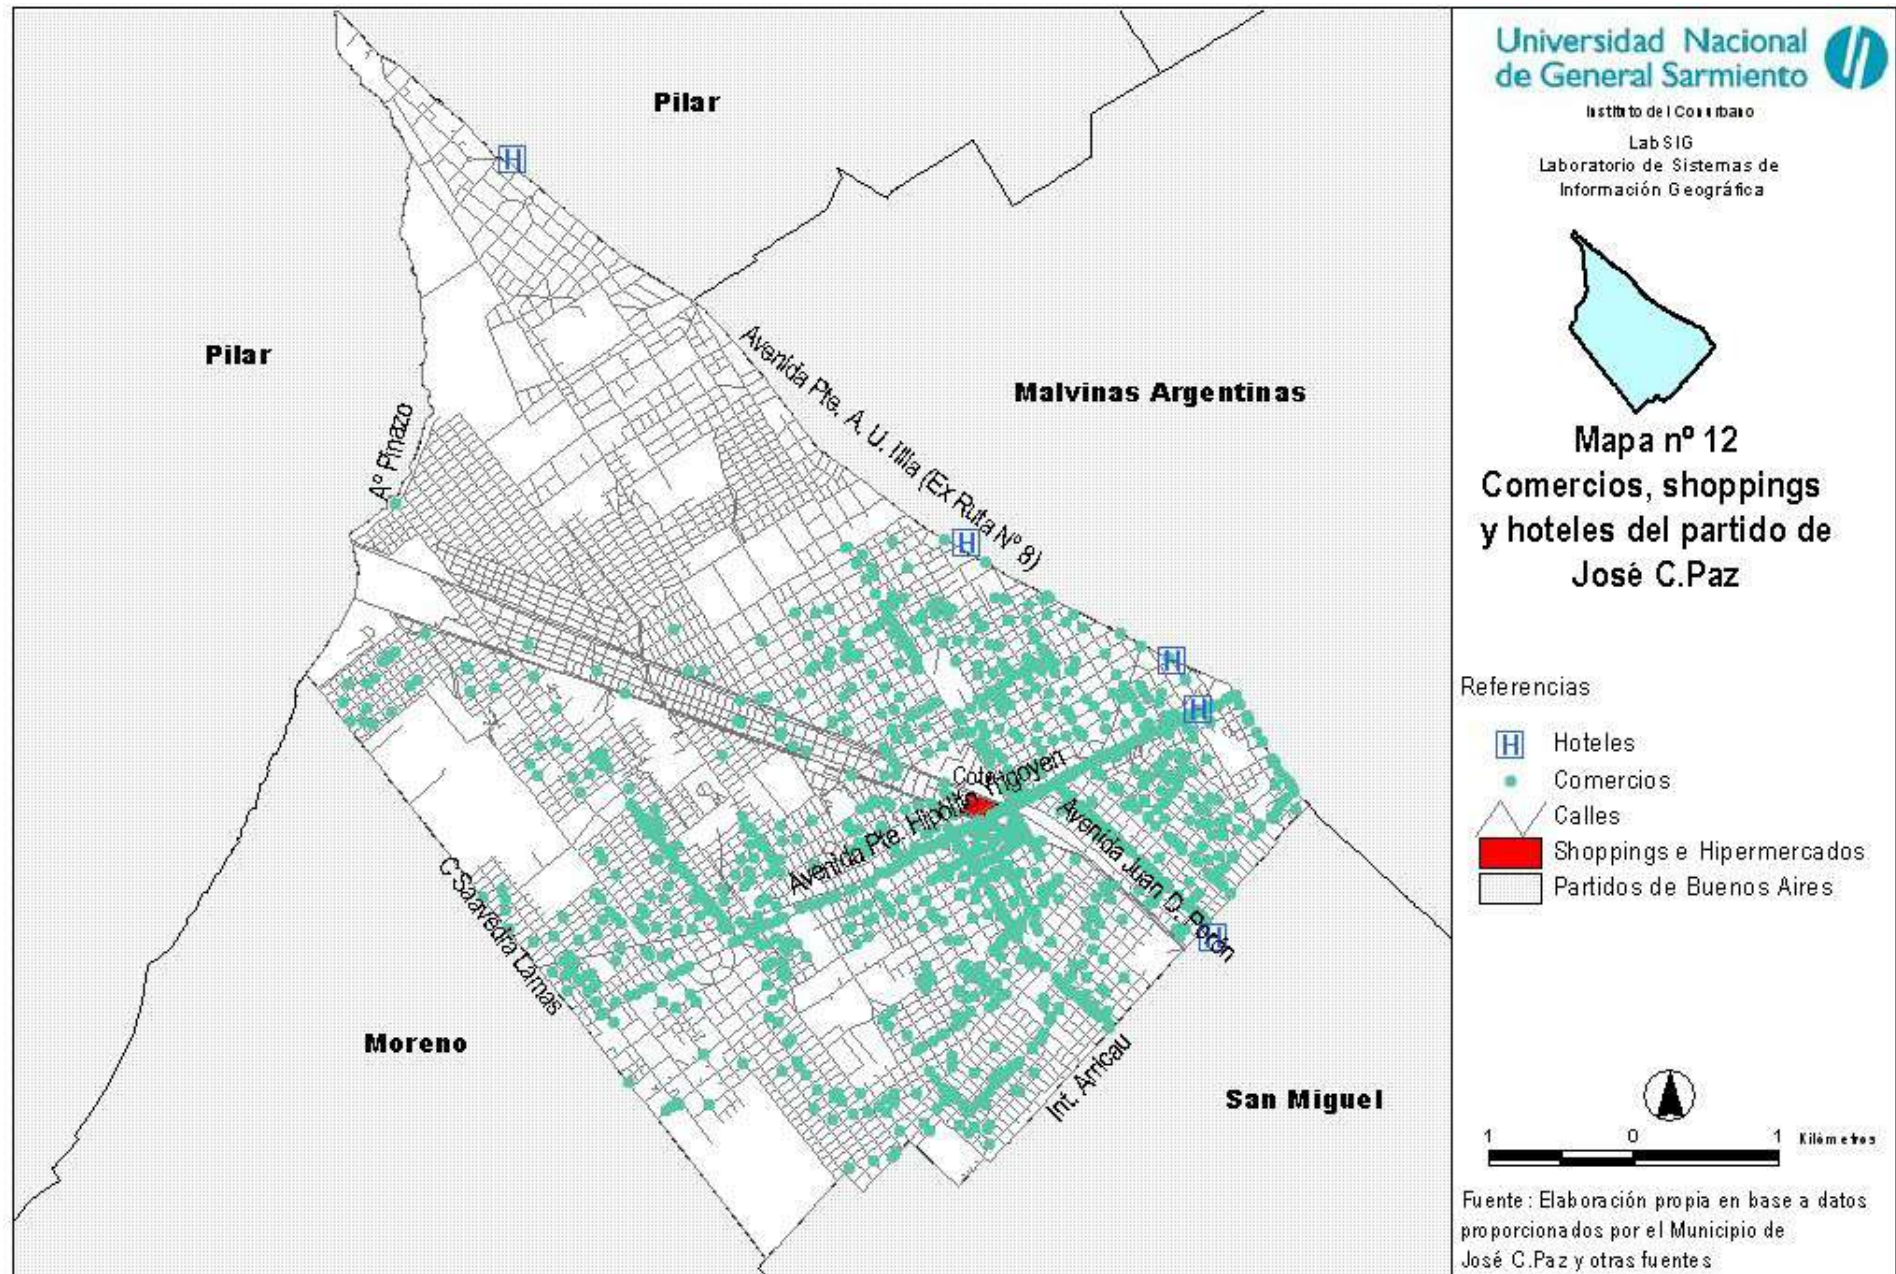 Universidad Nacional
de General Sarmiento
Instituto del Conurbano
LabSIG
Laboratorio de Sistemas de
Información Geográfica
Mapa nº 12
Comercios, shoppings
y hoteles del partido de
José C.Paz
Referencias
H Hoteles
Comercios
Calles
Shoppings e Hipermercados
Partidos de Buenos Aires
1 0 1 Kilómetros
Fuente: Elaboración propia en base a datos
proporcionados por el Municipio de
José C.Paz y otras fuentes
Pilar
H
Pilar
Avenida Pte. A. U. Illia (Ex Ruta Nº 8)
Malvinas Argentinas
Aº Pinazo
H
H
H
Coto
Avenida Pte. Hipólito Yrigoyen
Avenida Juan D. Perón
H
C Saavedra Lamas
Moreno
Int. Arricau
San Miguel